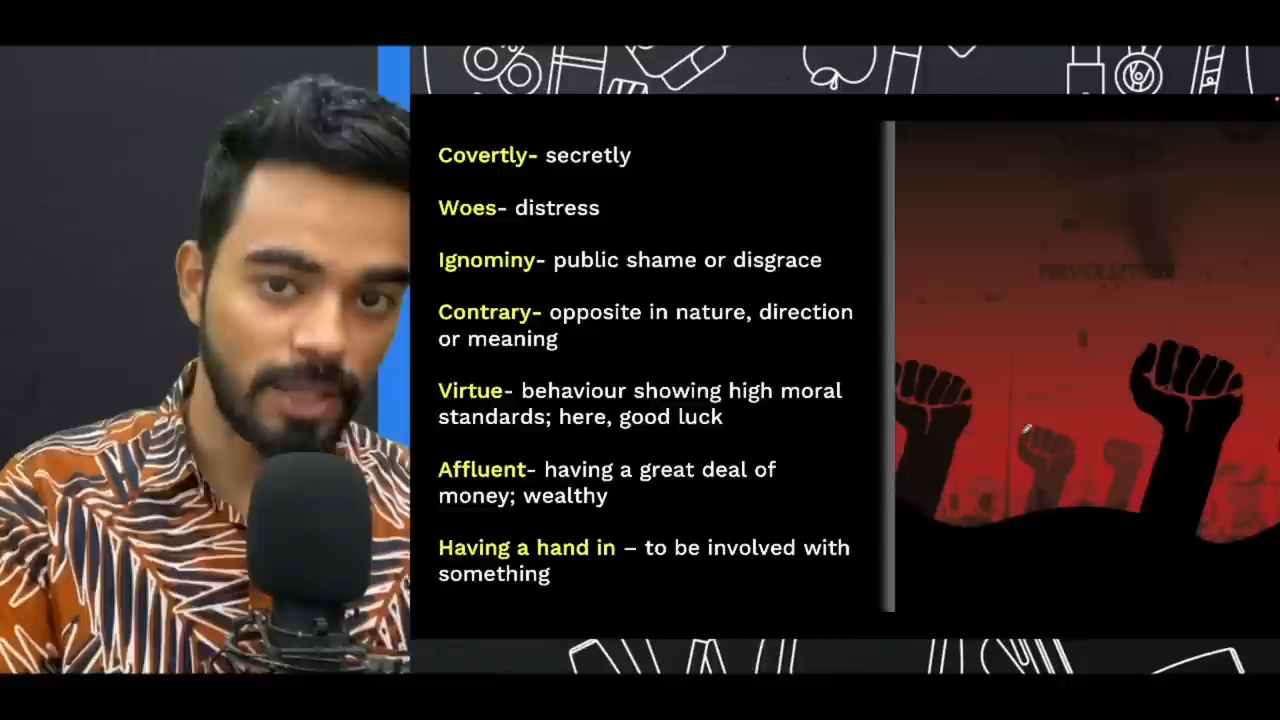 Covertly- secretly
Woes- distress
Ignominy- public shame or disgrace
Contrary- opposite in nature, direction
or meaning
Virtue- behaviour showing high moral
standards; here, good luck
Affluent- having a great deal of
money; wealthy
Having a hand in – to be involved with
something
REVOLUTION